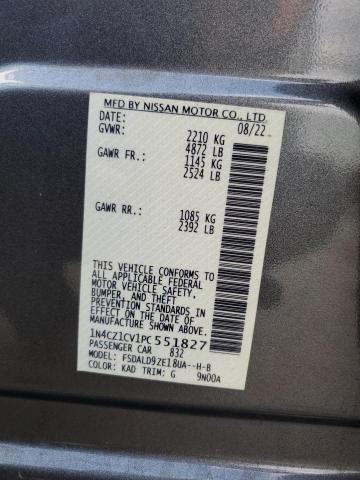 MFD BY NISSAN MOTOR CO., LTD.
DATE: 08/22
GVWR: 2210 KG
4872 LB
GAWR FR.: 1145 KG
2524 LB
GAWR RR.: 1085 KG
2392 LB
THIS VEHICLE CONFORMS TO
ALL APPLICABLE FEDERAL
MOTOR VEHICLE SAFETY,
BUMPER, AND THEFT
PREVENTION STANDARDS IN
EFFECT ON THE DATE OF
MANUFACTURE SHOWN ABOVE.
1N4CZ1CV1PC551827
PASSENGER CAR 832
MODEL: FSDALD9ZE18UA--H-B
COLOR: KAD TRIM: G 9N00A